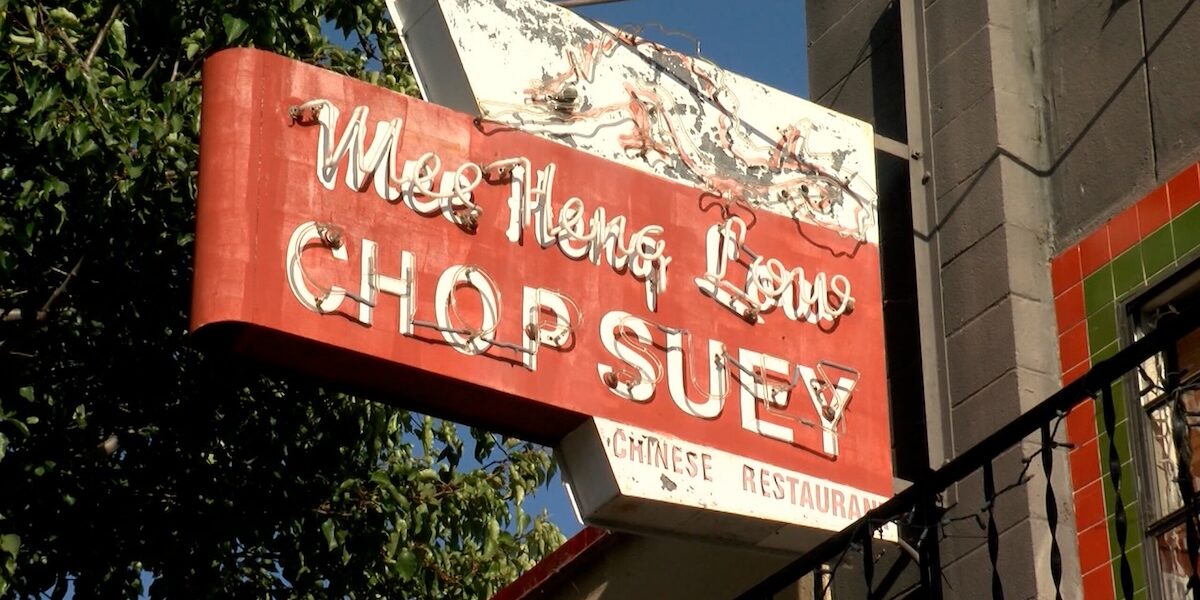 Mee Heng Low
CHOP SUEY
CHINESE RESTAURANT